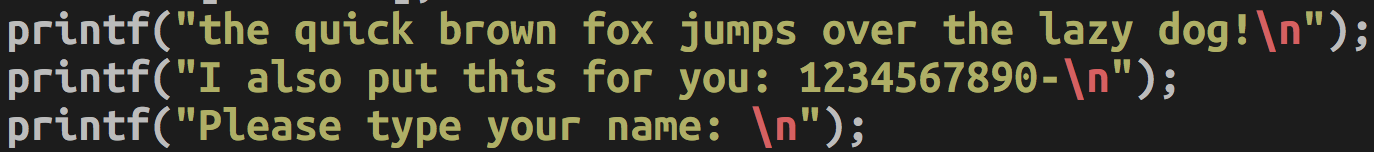 printf("the quick brown fox jumps over the lazy dog!\n");
printf("I also put this for you: 1234567890-\n");
printf("Please type your name: \n");